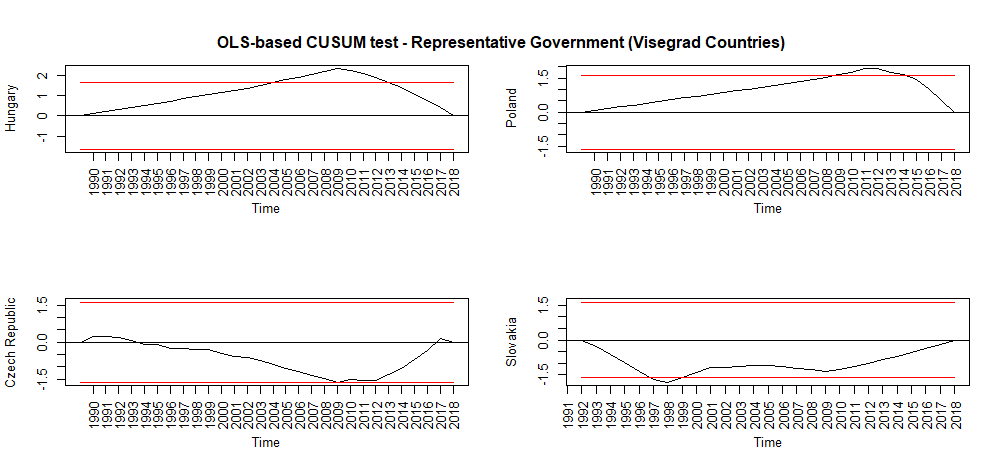 OLS-based CUSUM test - Representative Government (Visegrad Countries)
Hungary
2
1
0
-1
1990 1991 1992 1993 1994 1995 1996 1997 1998 1999 2000 2001 2002 2003 2004 2005 2006 2007 2008 2009 2010 2011 2012 2013 2014 2015 2016 2017 2018
Time
Poland
1.5
0.0
-1.5
1990 1991 1992 1993 1994 1995 1996 1997 1998 1999 2000 2001 2002 2003 2004 2005 2006 2007 2008 2009 2010 2011 2012 2013 2014 2015 2016 2017 2018
Time
Czech Republic
1.5
0.0
-1.5
1990 1991 1992 1993 1994 1995 1996 1997 1998 1999 2000 2001 2002 2003 2004 2005 2006 2007 2008 2009 2010 2011 2012 2013 2014 2015 2016 2017 2018
Time
Slovakia
1.5
0.0
-1.5
1991 1992 1993 1994 1995 1996 1997 1998 1999 2000 2001 2002 2003 2004 2005 2006 2007 2008 2009 2010 2011 2012 2013 2014 2015 2016 2017 2018
Time